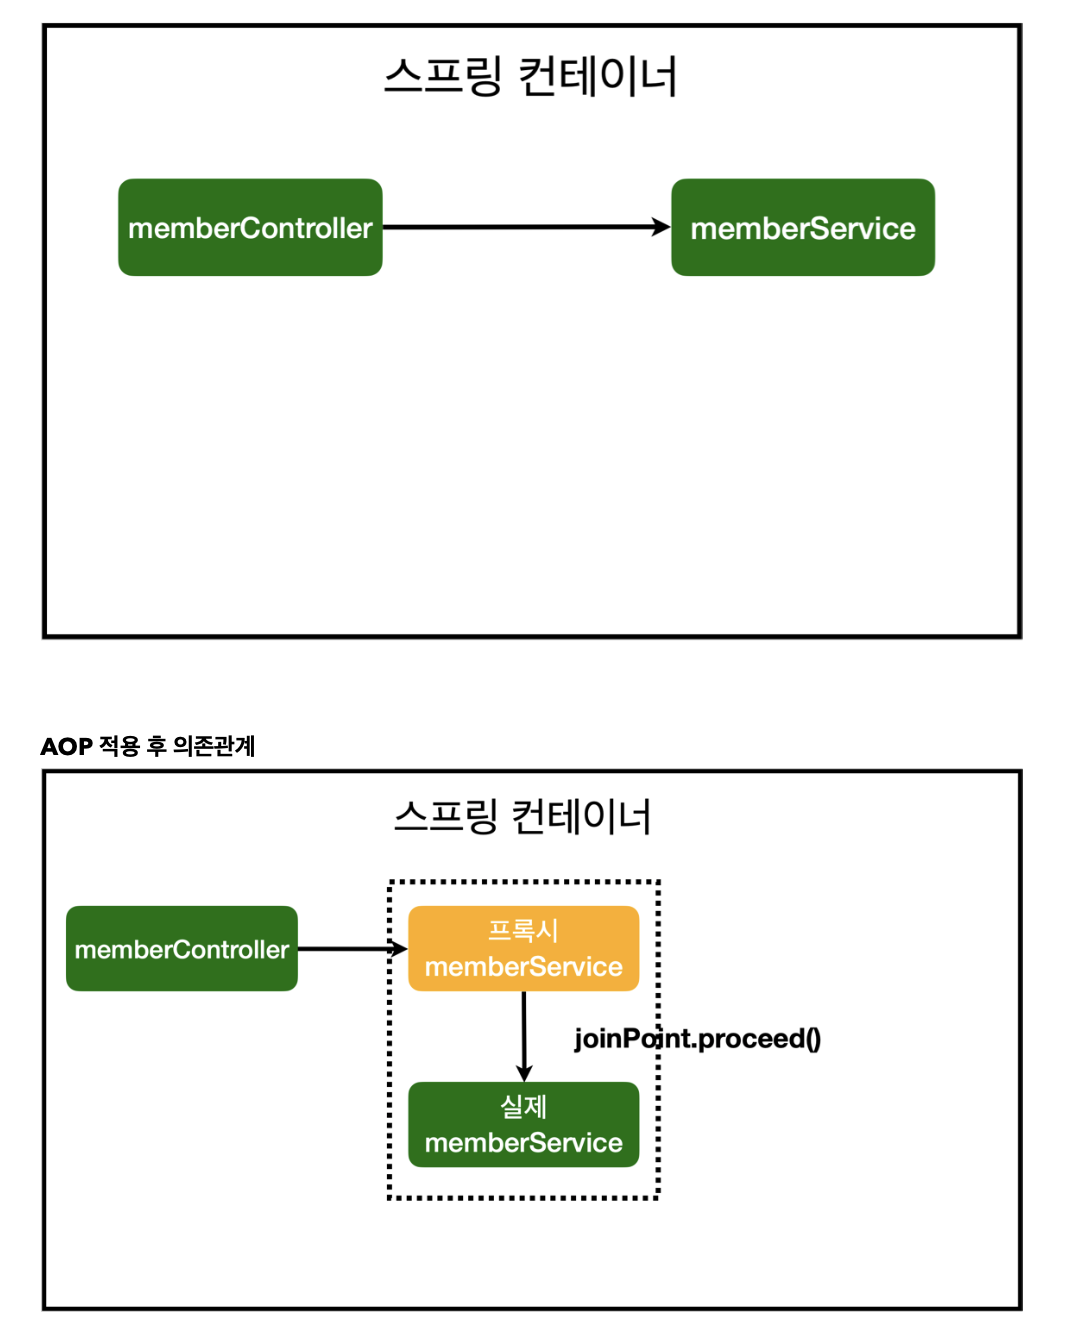 스프링 컨테이너
memberController
memberService
AOP 적용 후 의존관계
스프링 컨테이너
memberController
프록시
memberService
joinPoint.proceed()
실제
memberService